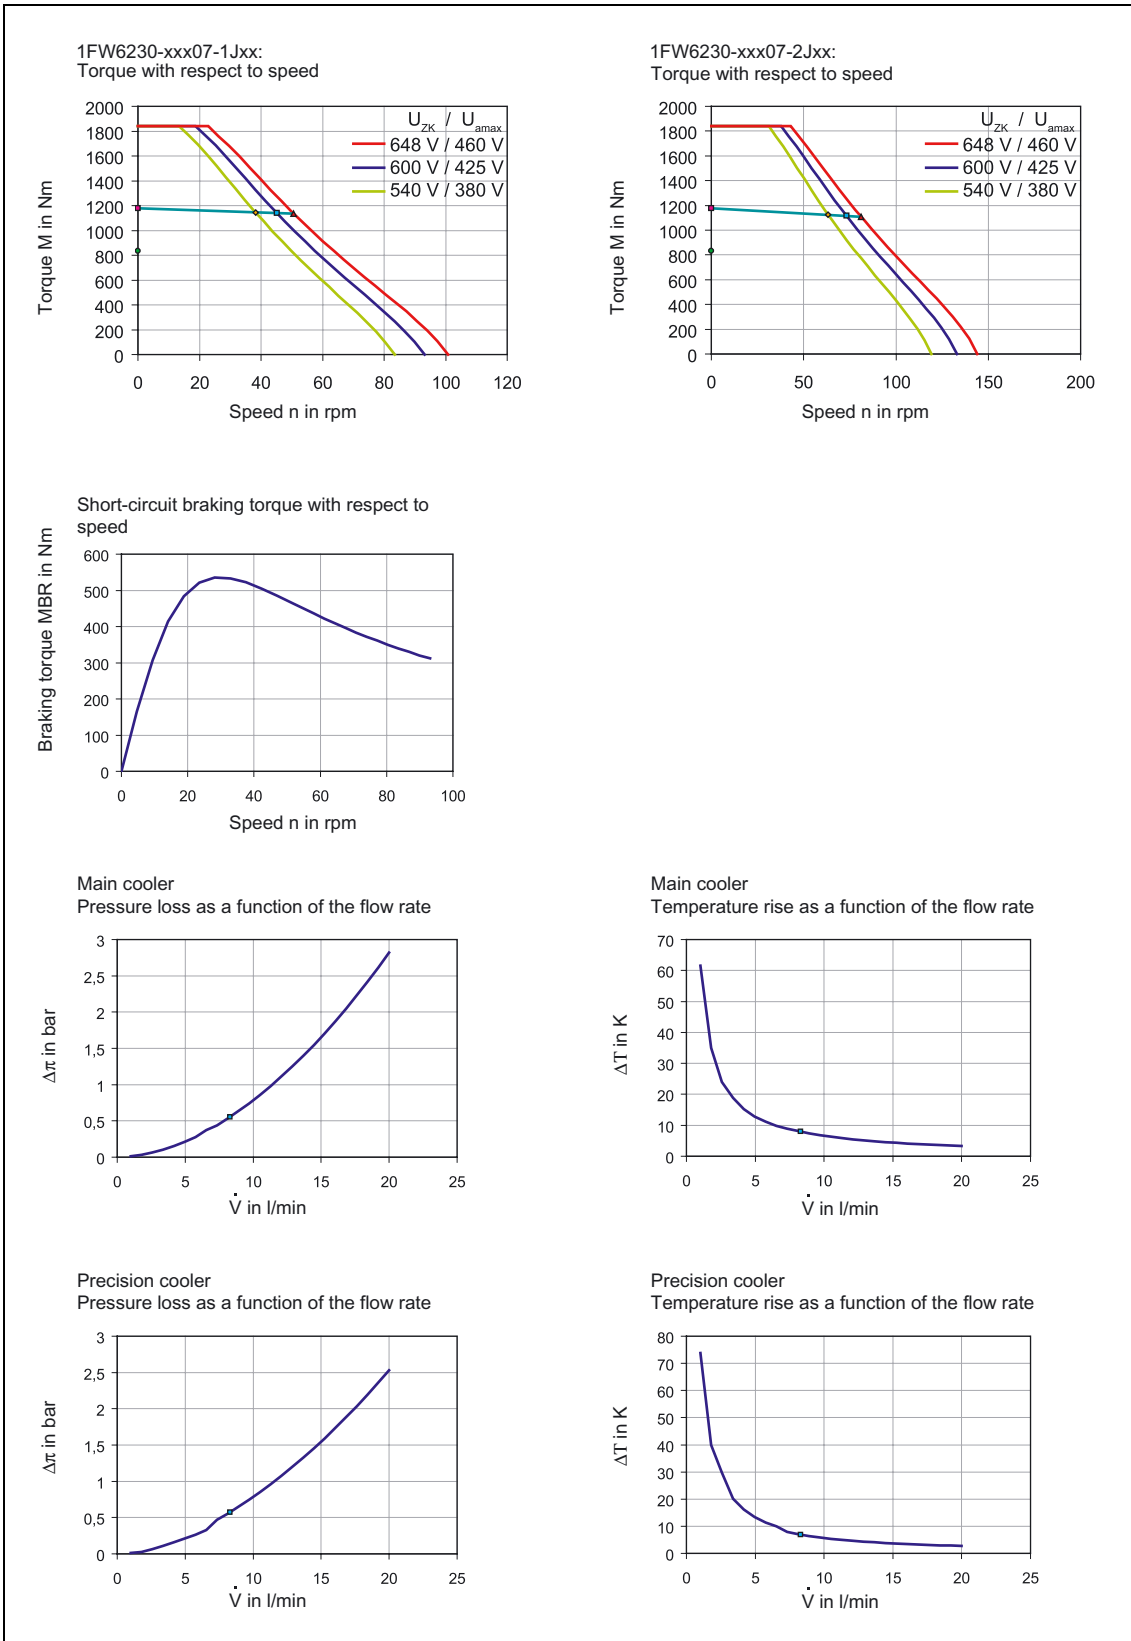 1FW6230-xxx07-1Jxx:
Torque with respect to speed
Torque M in Nm
2000
1800
1600
1400
1200
1000
800
600
400
200
0
U_ZK / U_amax
648 V / 460 V
600 V / 425 V
540 V / 380 V
0 20 40 60 80 100 120
Speed n in rpm
1FW6230-xxx07-2Jxx:
Torque with respect to speed
Torque M in Nm
2000
1800
1600
1400
1200
1000
800
600
400
200
0
U_ZK / U_amax
648 V / 460 V
600 V / 425 V
540 V / 380 V
0 50 100 150 200
Speed n in rpm
Short-circuit braking torque with respect to
speed
Braking torque MBR in Nm
600
500
400
300
200
100
0
0 20 40 60 80 100
Speed n in rpm
Main cooler
Pressure loss as a function of the flow rate
Δπ in bar
3
2,5
2
1,5
1
0,5
0
0 5 10 15 20 25
V̇ in l/min
Main cooler
Temperature rise as a function of the flow rate
ΔT in K
70
60
50
40
30
20
10
0
0 5 10 15 20 25
V̇ in l/min
Precision cooler
Pressure loss as a function of the flow rate
Δπ in bar
3
2,5
2
1,5
1
0,5
0
0 5 10 15 20 25
V̇ in l/min
Precision cooler
Temperature rise as a function of the flow rate
ΔT in K
80
70
60
50
40
30
20
10
0
0 5 10 15 20 25
V̇ in l/min